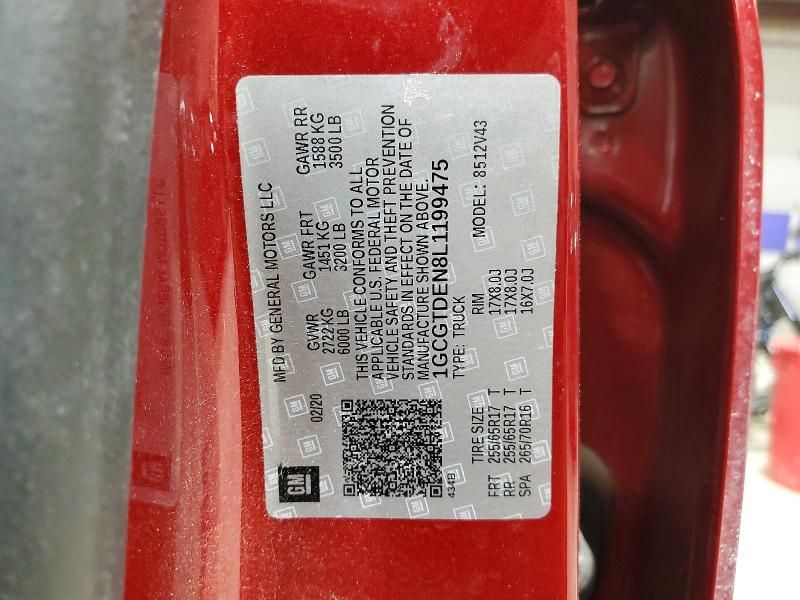 GM
02/20
MFD BY GENERAL MOTORS LLC
GVWR GAWR FRT GAWR RR
2722KG 1451 KG 1588 KG
6000 LB 3200 LB 3500 LB
THIS VEHICLE CONFORMS TO ALL
APPLICABLE U.S. FEDERAL MOTOR
VEHICLE SAFETY AND THEFT PREVENTION
STANDARDS IN EFFECT ON THE DATE OF
MANUFACTURE SHOWN ABOVE.
1GCGTDEN8L1199475
434B TYPE: TRUCK MODEL: 8512V43
TIRE SIZE RIM
FRT 255/65R17 T 17X8.0J
RR 255/65R17 T 17X8.0J
SPA 265/70R16 T 16X7.0J